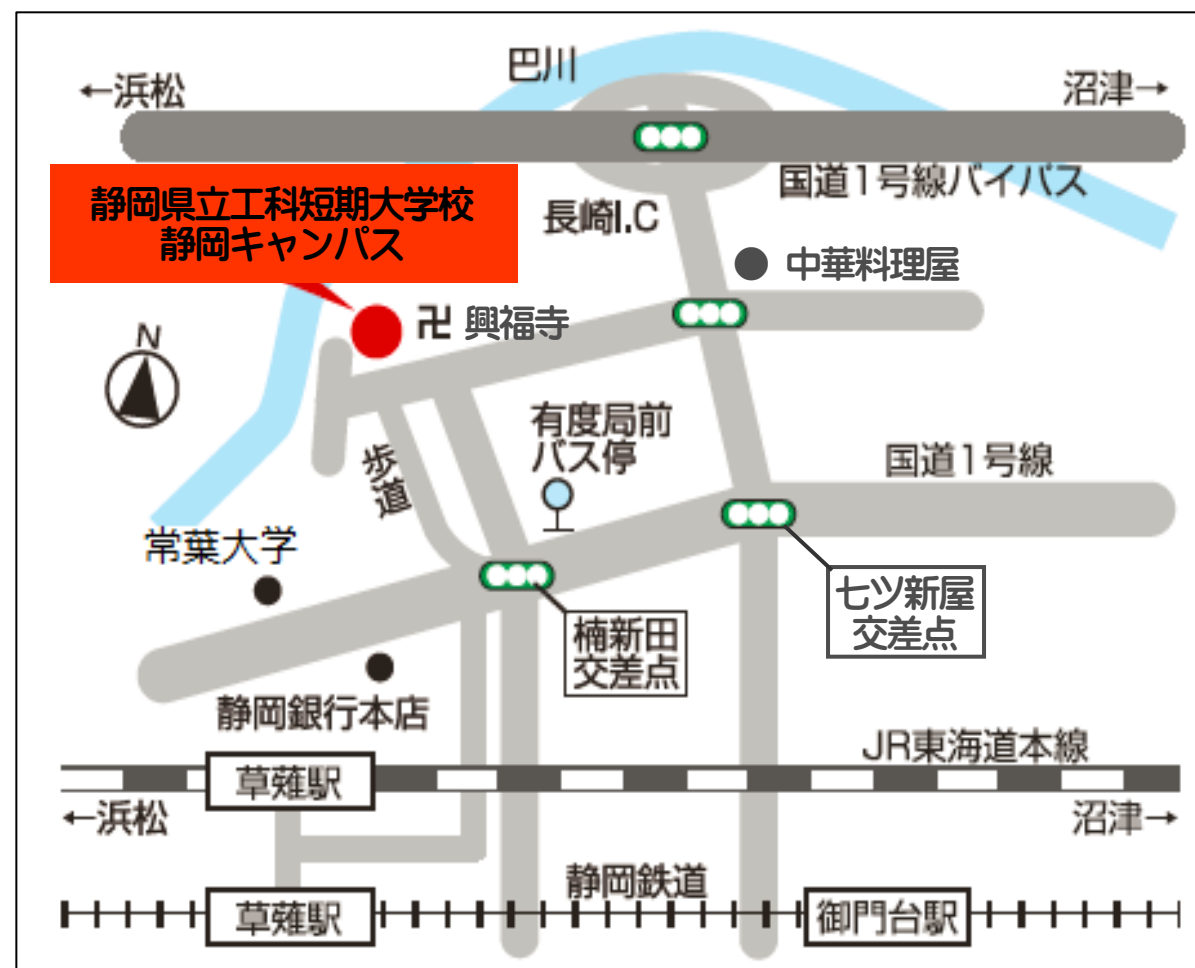 巴川
←浜松
沼津→
国道1号線バイパス
静岡県立工科短期大学校
静岡キャンパス
長崎I.C
中華料理屋
卍 興福寺
N
有度局前
バス停
歩道
国道1号線
常葉大学
七ツ新屋
交差点
楠新田
交差点
静岡銀行本店
JR東海道本線
草薙駅
←浜松
沼津→
静岡鉄道
草薙駅
御門台駅